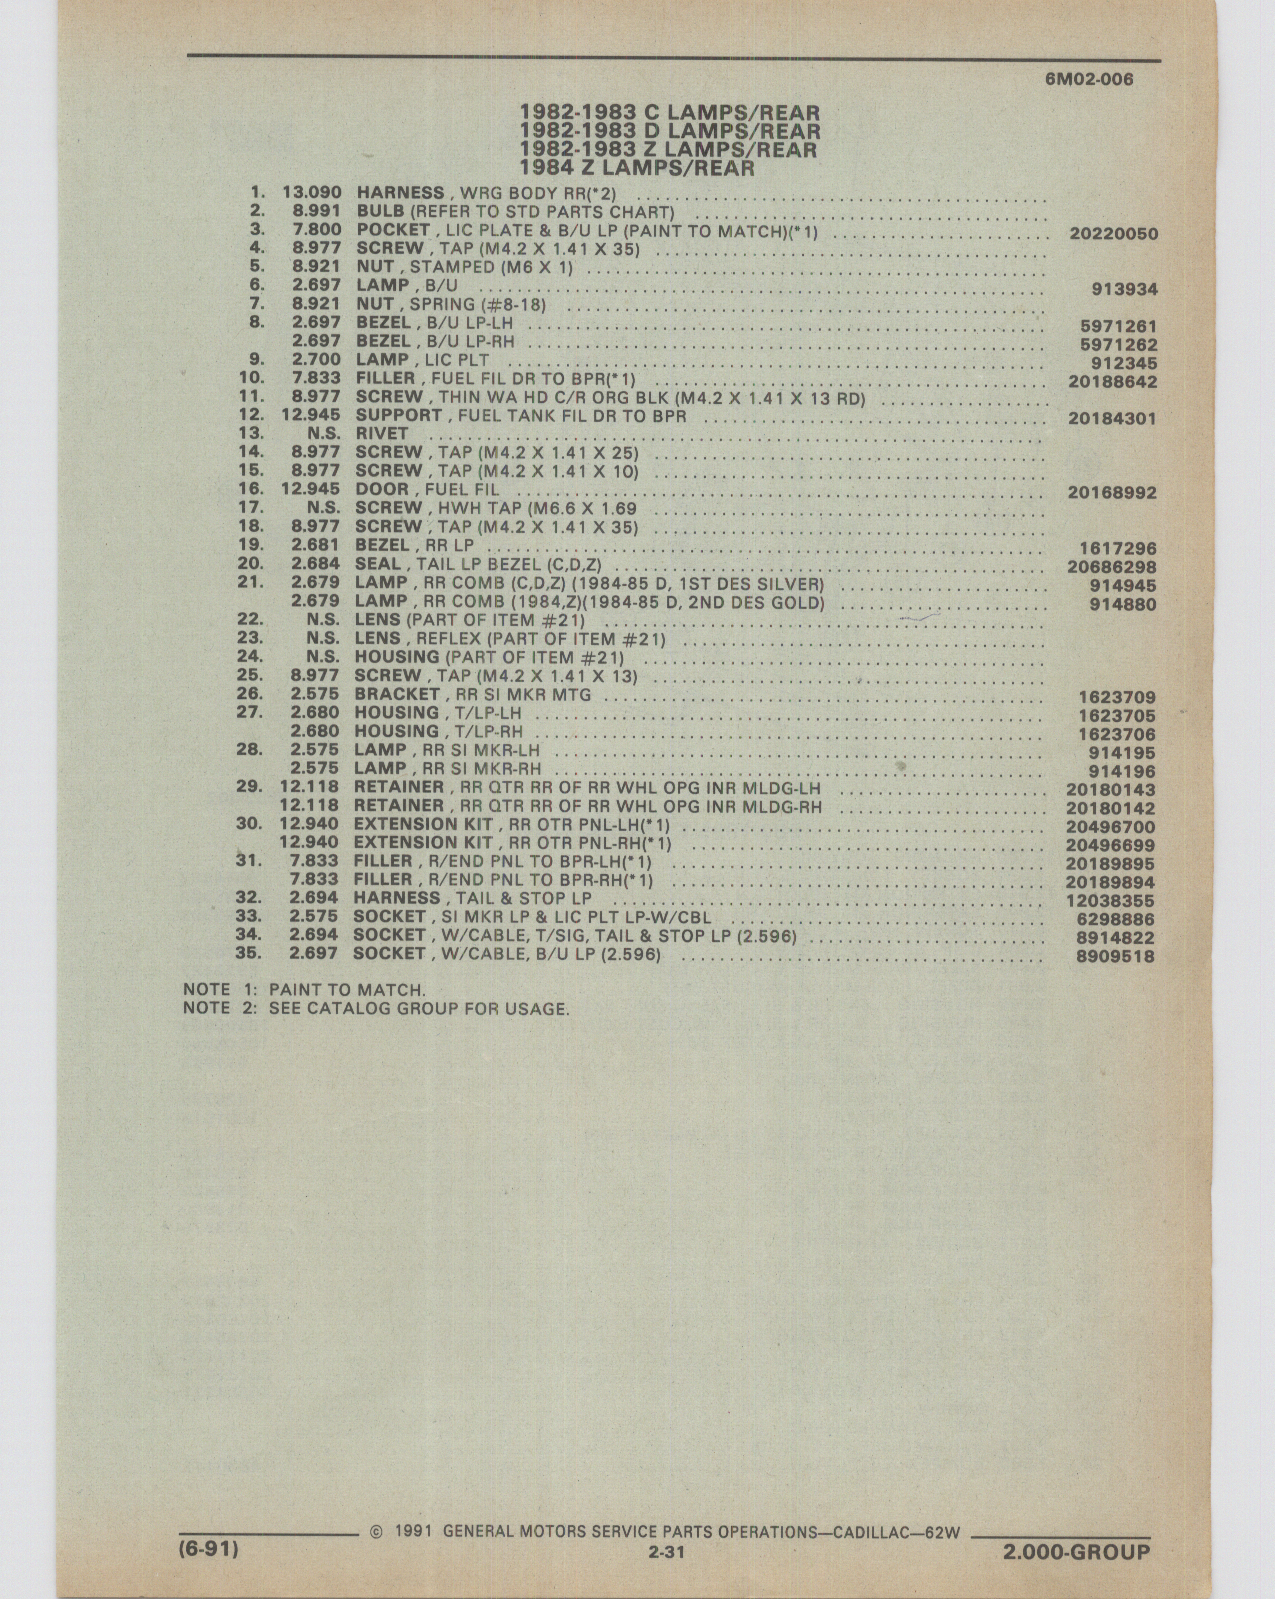 6M02-006
1982-1983 C LAMPS/REAR
1982-1983 D LAMPS/REAR
1982-1983 Z LAMPS/REAR
1984 Z LAMPS/REAR
1. 13.090 HARNESS, WRG BODY RR(*2)
2. 8.991 BULB (REFER TO STD PARTS CHART)
3. 7.800 POCKET, LIC PLATE & B/U LP (PAINT TO MATCH)(*1) 20220050
4. 8.977 SCREW, TAP (M4.2 X 1.41 X 35)
5. 8.921 NUT, STAMPED (M6 X 1)
6. 2.697 LAMP, B/U 913934
7. 8.921 NUT, SPRING (#8-18)
8. 2.697 BEZEL, B/U LP-LH 5971261
2.697 BEZEL, B/U LP-RH 5971262
9. 2.700 LAMP, LIC PLT 912345
10. 7.833 FILLER, FUEL FIL DR TO BPR(*1) 20188642
11. 8.977 SCREW, THIN WA HD C/R ORG BLK (M4.2 X 1.41 X 13 RD)
12. 12.945 SUPPORT, FUEL TANK FIL DR TO BPR 20184301
13. N.S. RIVET
14. 8.977 SCREW, TAP (M4.2 X 1.41 X 25)
15. 8.977 SCREW, TAP (M4.2 X 1.41 X 10)
16. 12.945 DOOR, FUEL FIL 20168992
17. N.S. SCREW, HWH TAP (M6.6 X 1.69
18. 8.977 SCREW, TAP (M4.2 X 1.41 X 35)
19. 2.681 BEZEL, RR LP 1617296
20. 2.684 SEAL, TAIL LP BEZEL (C,D,Z) 20686298
21. 2.679 LAMP, RR COMB (C,D,Z) (1984-85 D, 1ST DES SILVER) 914945
2.679 LAMP, RR COMB (1984,Z)(1984-85 D, 2ND DES GOLD) 914880
22. N.S. LENS (PART OF ITEM #21)
23. N.S. LENS, REFLEX (PART OF ITEM #21)
24. N.S. HOUSING (PART OF ITEM #21)
25. 8.977 SCREW, TAP (M4.2 X 1.41 X 13)
26. 2.575 BRACKET, RR SI MKR MTG 1623709
27. 2.680 HOUSING, T/LP-LH 1623705
2.680 HOUSING, T/LP-RH 1623706
28. 2.575 LAMP, RR SI MKR-LH 914195
2.575 LAMP, RR SI MKR-RH 914196
29. 12.118 RETAINER, RR QTR RR OF RR WHL OPG INR MLDG-LH 20180143
12.118 RETAINER, RR QTR RR OF RR WHL OPG INR MLDG-RH 20180142
30. 12.940 EXTENSION KIT, RR OTR PNL-LH(*1) 20496700
12.940 EXTENSION KIT, RR OTR PNL-RH(*1) 20496699
31. 7.833 FILLER, R/END PNL TO BPR-LH(*1) 20189895
7.833 FILLER, R/END PNL TO BPR-RH(*1) 20189894
32. 2.694 HARNESS, TAIL & STOP LP 12038355
33. 2.575 SOCKET, SI MKR LP & LIC PLT LP-W/CBL 6298886
34. 2.694 SOCKET, W/CABLE, T/SIG, TAIL & STOP LP (2.596) 8914822
35. 2.697 SOCKET, W/CABLE, B/U LP (2.596) 8909518
NOTE 1: PAINT TO MATCH.
NOTE 2: SEE CATALOG GROUP FOR USAGE.
© 1991 GENERAL MOTORS SERVICE PARTS OPERATIONS—CADILLAC—62W
(6-91) 2-31 2.000-GROUP